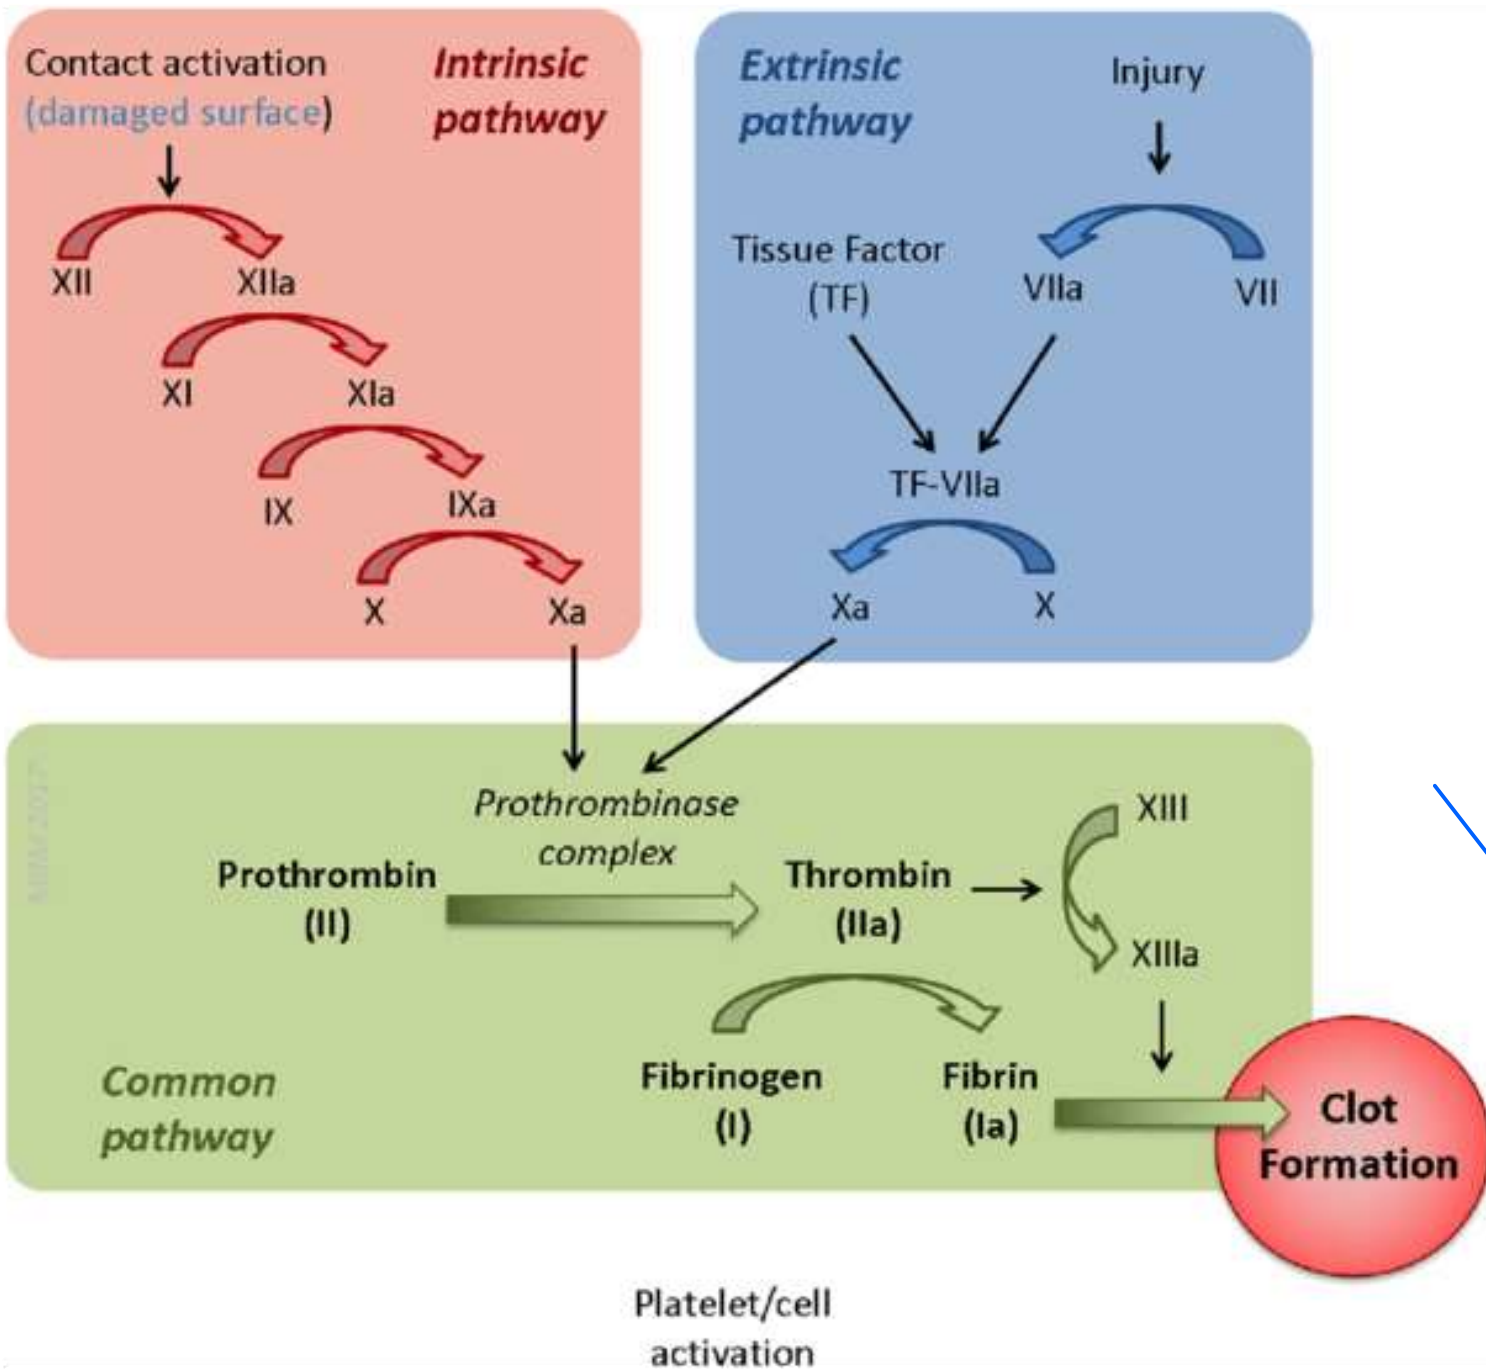 Contact activation
(damaged surface)
Intrinsic
pathway
XII
XIIa
XI
XIa
IX
IXa
X
Xa
Extrinsic
pathway
Injury
Tissue Factor
(TF)
VIIa
VII
TF-VIIa
Xa
X
Prothrombinase
complex
Prothrombin
(II)
Thrombin
(IIa)
XIII
XIIIa
Fibrinogen
(I)
Fibrin
(Ia)
Common
pathway
Clot
Formation
Platelet/cell
activation